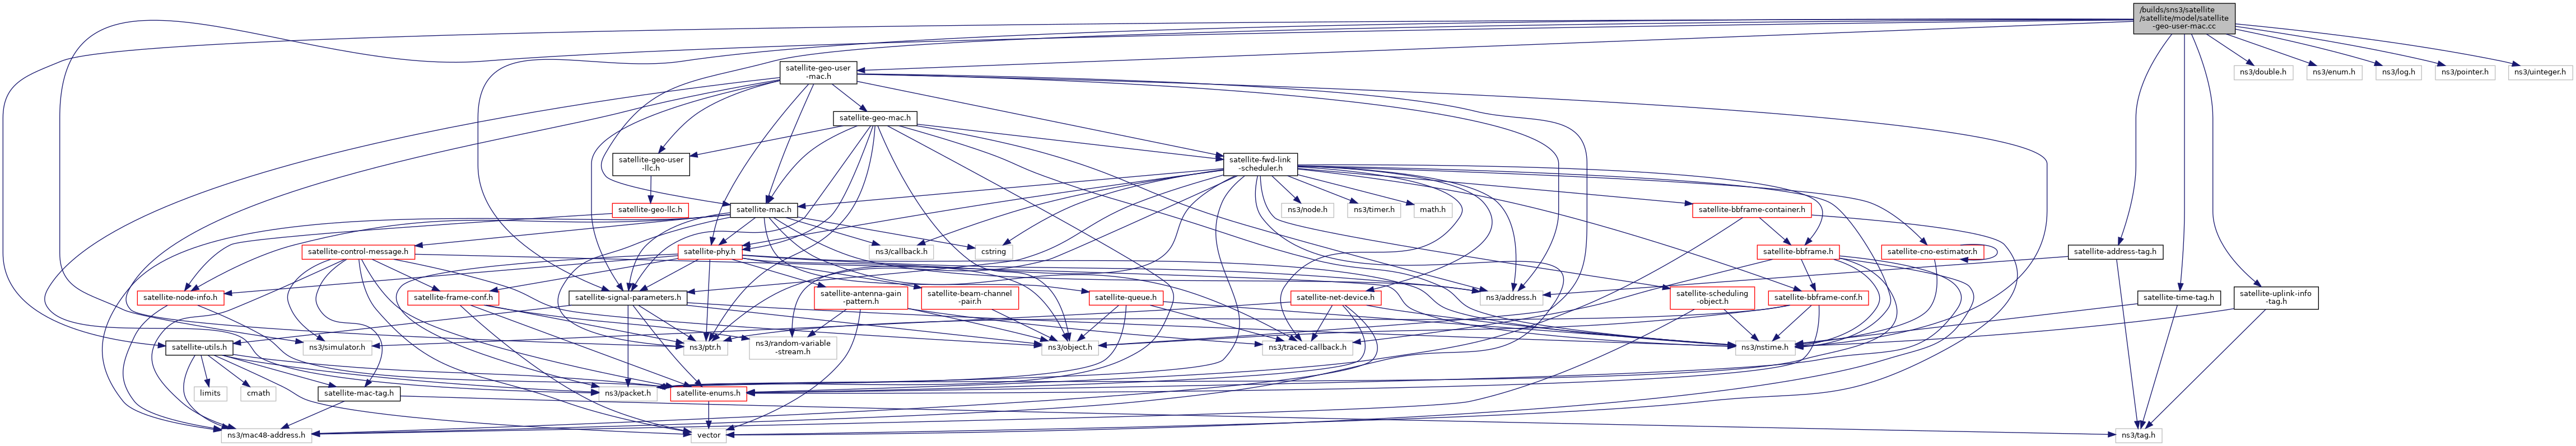 /builds/sns3/satellite
/satellite/model/satellite
-geo-user-mac.cc
satellite-geo-user
-mac.h
ns3/double.h
ns3/enum.h
ns3/log.h
ns3/pointer.h
ns3/uinteger.h
satellite-geo-mac.h
satellite-geo-user
-llc.h
satellite-fwd-link
-scheduler.h
satellite-geo-llc.h
satellite-mac.h
ns3/node.h
ns3/timer.h
math.h
satellite-bbframe-container.h
satellite-control-message.h
satellite-phy.h
ns3/callback.h
cstring
satellite-bbframe.h
satellite-cno-estimator.h
satellite-address-tag.h
satellite-node-info.h
satellite-frame-conf.h
satellite-signal-parameters.h
satellite-antenna-gain
-pattern.h
satellite-beam-channel
-pair.h
satellite-queue.h
satellite-net-device.h
ns3/address.h
satellite-scheduling
-object.h
satellite-bbframe-conf.h
satellite-time-tag.h
satellite-uplink-info
-tag.h
satellite-utils.h
ns3/simulator.h
ns3/ptr.h
ns3/random-variable
-stream.h
ns3/object.h
ns3/traced-callback.h
ns3/nstime.h
limits
cmath
satellite-mac-tag.h
ns3/packet.h
satellite-enums.h
ns3/mac48-address.h
vector
ns3/tag.h